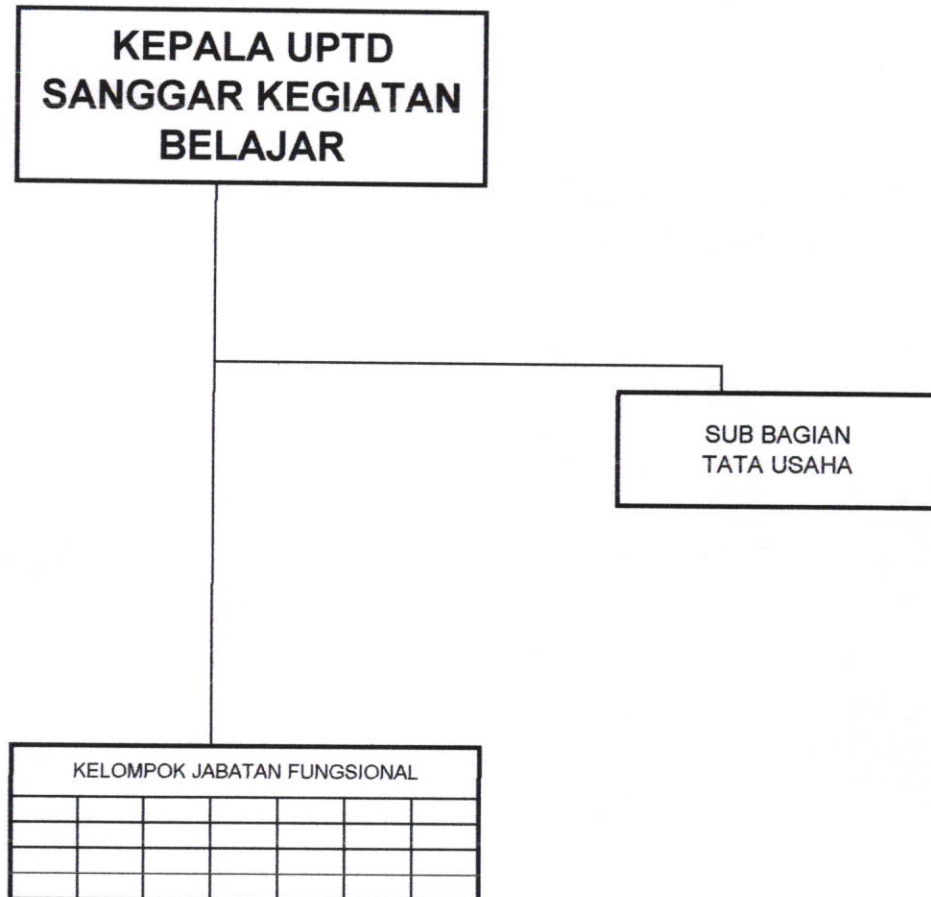 KEPALA UPTD
SANGGAR KEGIATAN
BELAJAR
SUB BAGIAN
TATA USAHA
KELOMPOK JABATAN FUNGSIONAL